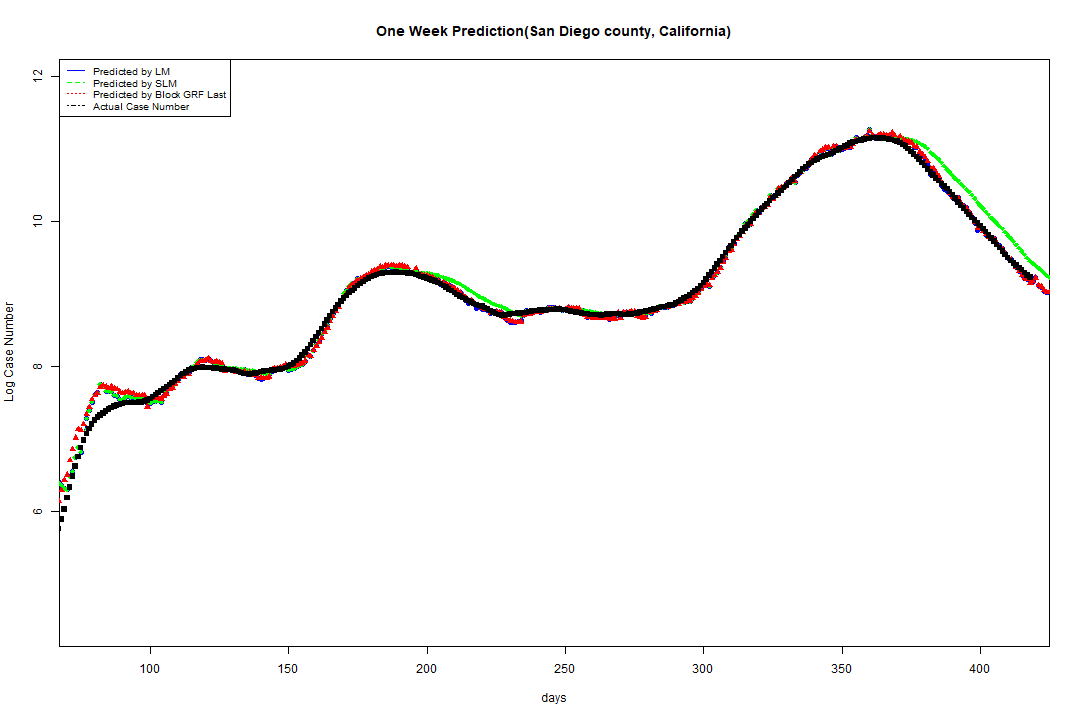 One Week Prediction(San Diego county, California)
Predicted by LM
Predicted by SLM
Predicted by Block GRF Last
Actual Case Number
12
10
8
6
Log Case Number
100 150 200 250 300 350 400
days